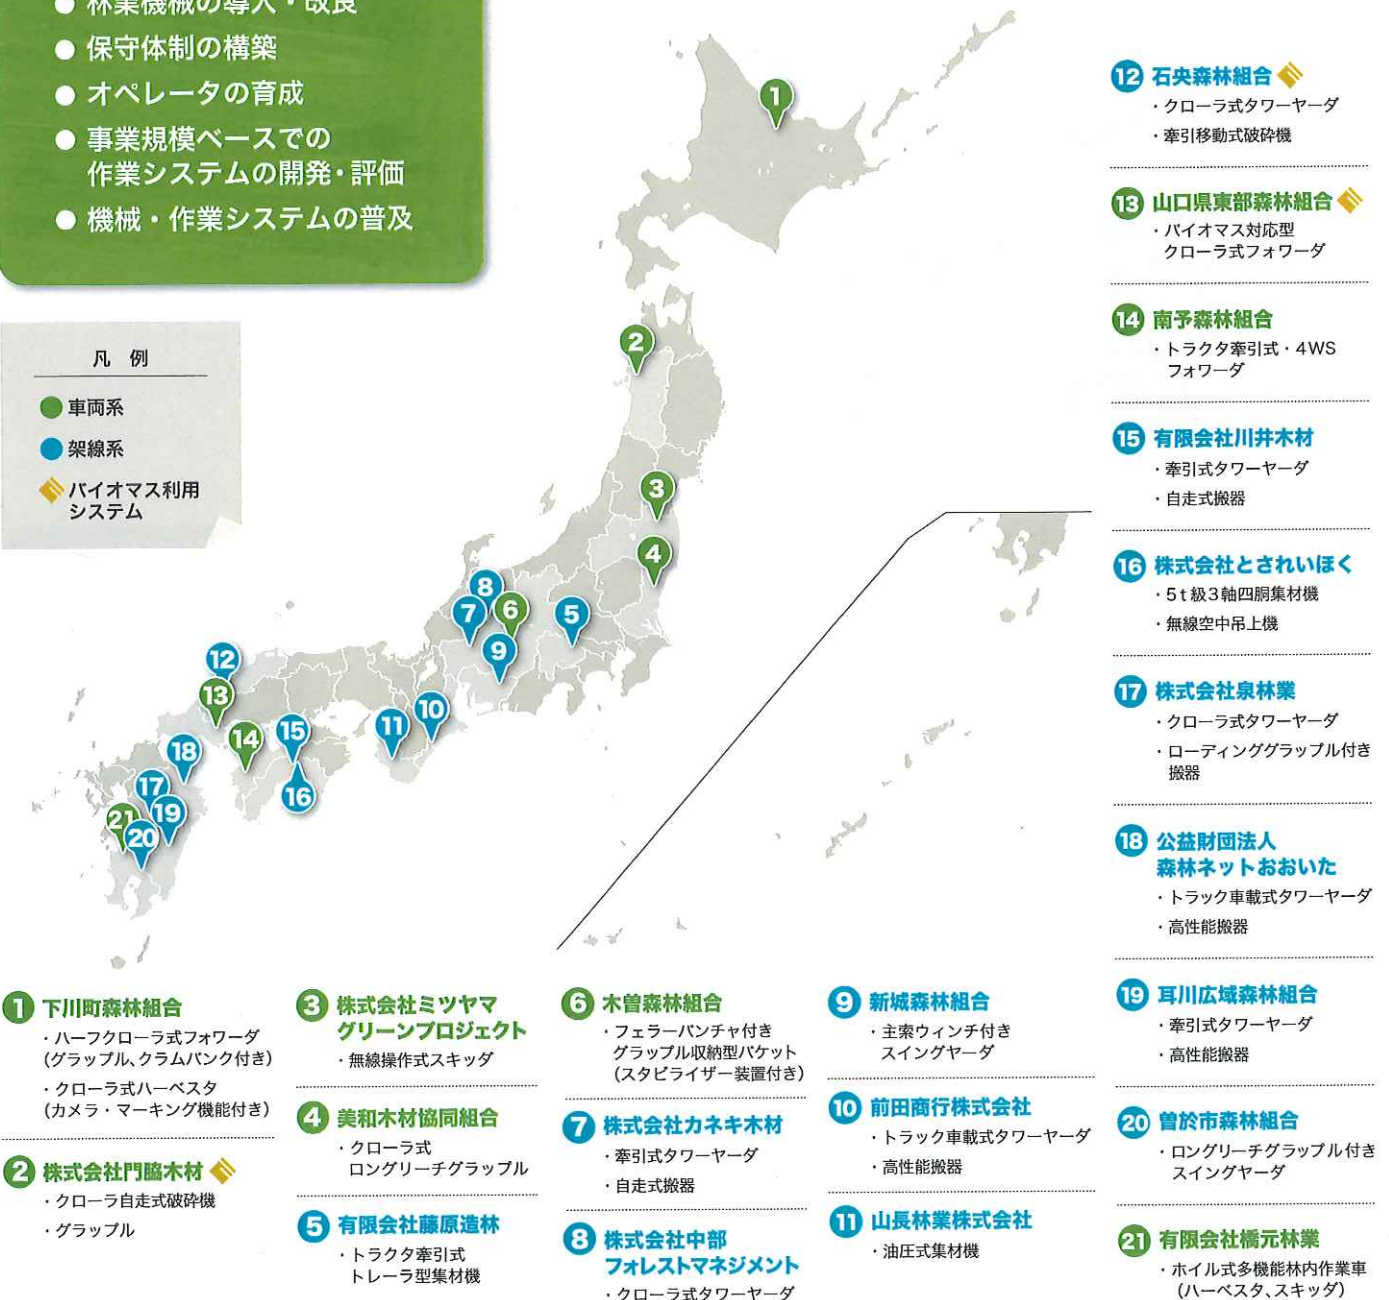 ● 林業機械の導入・改良
● 保守体制の構築
● オペレータの育成
● 事業規模ベースでの
作業システムの開発・評価
● 機械・作業システムの普及
凡 例
車両系
架線系
バイオマス利用
システム
1
2
3
4
5
6
7
8
9
10
11
12
13
14
15
16
17
18
19
20
21
1 下川町森林組合
・ハーフクローラ式フォワーダ
(グラップル、クラムバンク付き)
・クローラ式ハーベスタ
(カメラ・マーキング機能付き)
2 株式会社門脇木材
・クローラ自走式破砕機
・グラップル
3 株式会社ミツヤマ
グリーンプロジェクト
・無線操作式スキッダ
4 美和木材協同組合
・クローラ式
ロングリーチグラップル
5 有限会社藤原造林
・トラクタ牽引式
トレーラ型集材機
6 木曽森林組合
・フェラーバンチャ付き
グラップル収納型バケット
(スタビライザー装置付き)
7 株式会社カネキ木材
・牽引式タワーヤーダ
・自走式搬器
8 株式会社中部
フォレストマネジメント
・クローラ式タワーヤーダ
9 新城森林組合
・主索ウィンチ付き
スイングヤーダ
10 前田商行株式会社
・トラック車載式タワーヤーダ
・高性能搬器
11 山長林業株式会社
・油圧式集材機
12 石央森林組合
・クローラ式タワーヤーダ
・牽引移動式破砕機
13 山口県東部森林組合
・バイオマス対応型
クローラ式フォワーダ
14 南予森林組合
・トラクタ牽引式・4WS
フォワーダ
15 有限会社川井木材
・牽引式タワーヤーダ
・自走式搬器
16 株式会社とされいほく
・5t級3軸四胴集材機
・無線空中吊上機
17 株式会社泉林業
・クローラ式タワーヤーダ
・ローディンググラップル付き
搬器
18 公益財団法人
森林ネットおおいた
・トラック車載式タワーヤーダ
・高性能搬器
19 耳川広域森林組合
・牽引式タワーヤーダ
・高性能搬器
20 曽於市森林組合
・ロングリーチグラップル付き
スイングヤーダ
21 有限会社橋元林業
・ホイル式多機能林内作業車
(ハーベスタ、スキッダ)